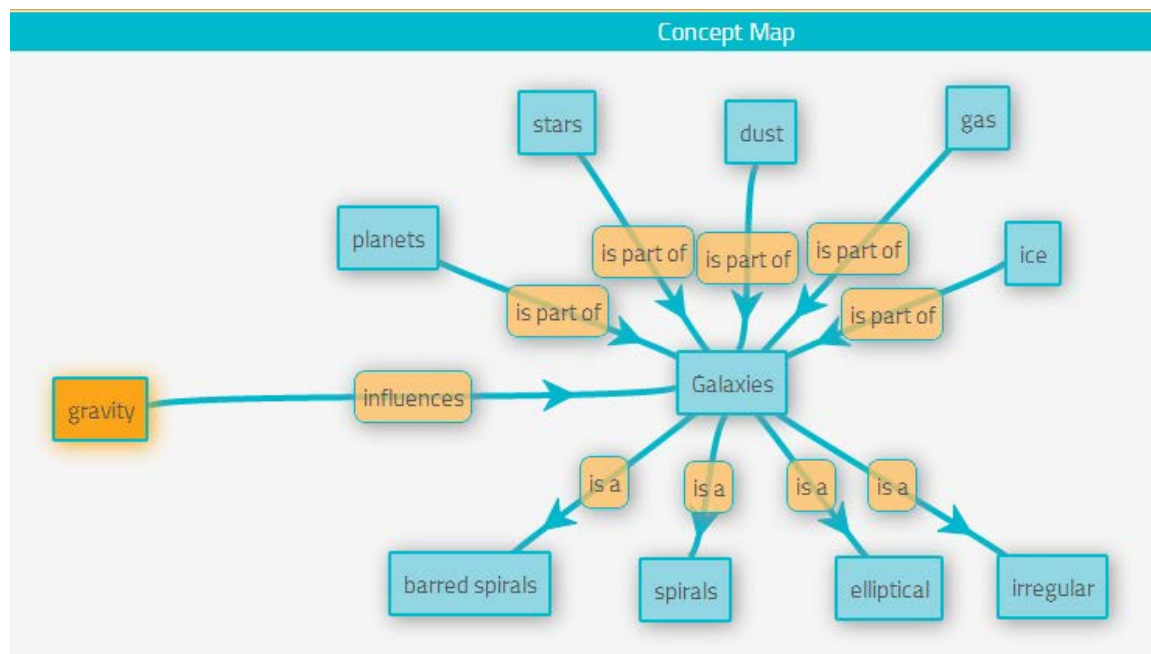 Concept Map
stars
dust
gas
planets
ice
is part of
is part of
is part of
is part of
is part of
Galaxies
gravity
influences
is a
is a
is a
is a
barred spirals
spirals
elliptical
irregular